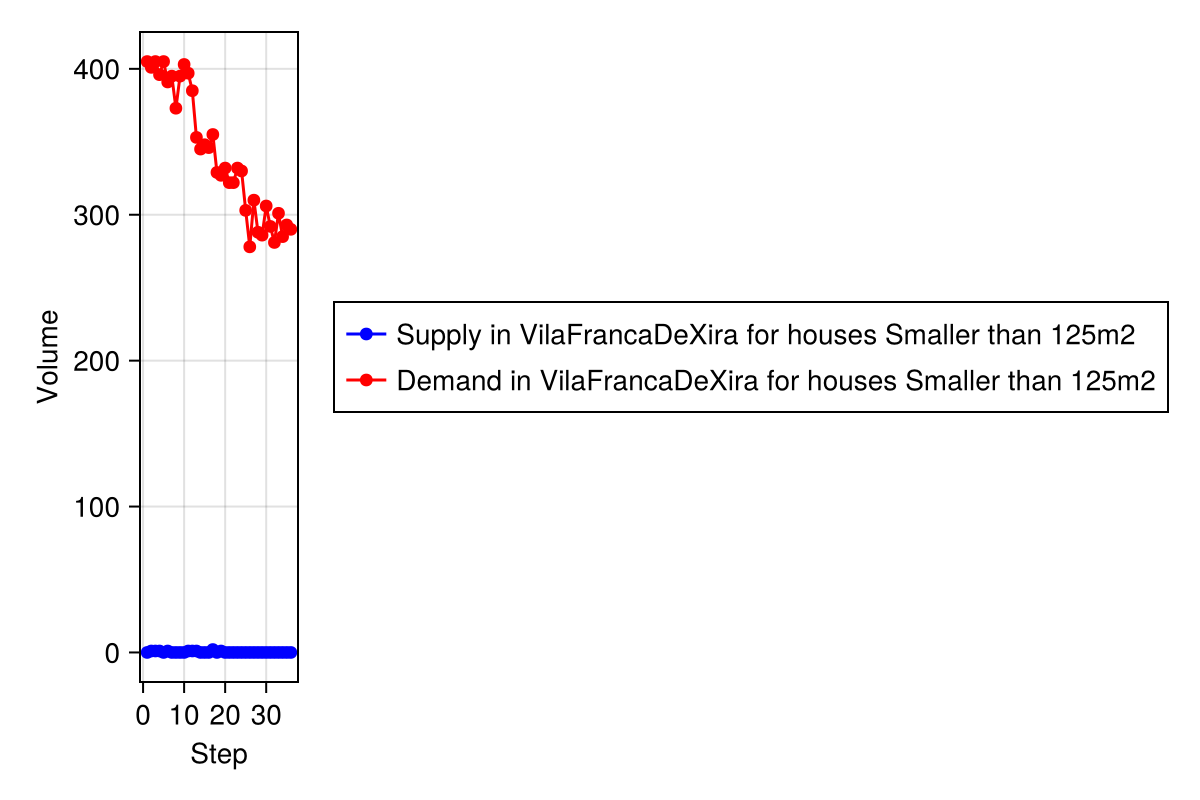 400
300
200
100
0
Volume
0 10 20 30
Step
Supply in VilaFrancaDeXira for houses Smaller than 125m2
Demand in VilaFrancaDeXira for houses Smaller than 125m2